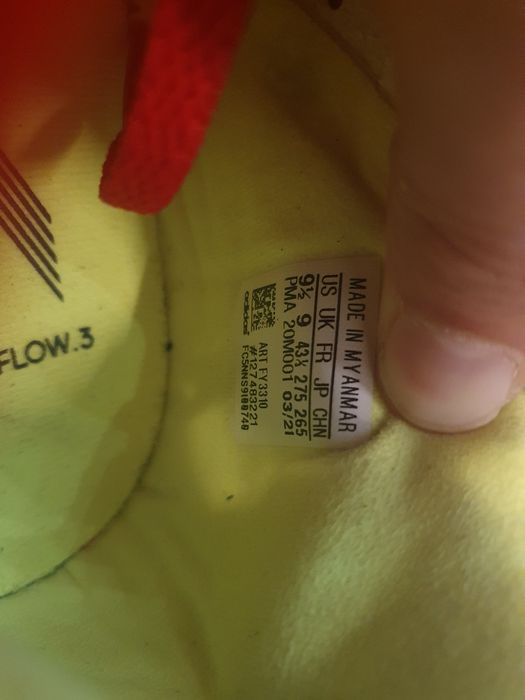 FLOW.3
MADE IN MYANMAR
US UK FR JP CHN
9½ 9 43⅓ 275 265
PMA 20M001 03/21
ART FY3310
#127483221
adidas